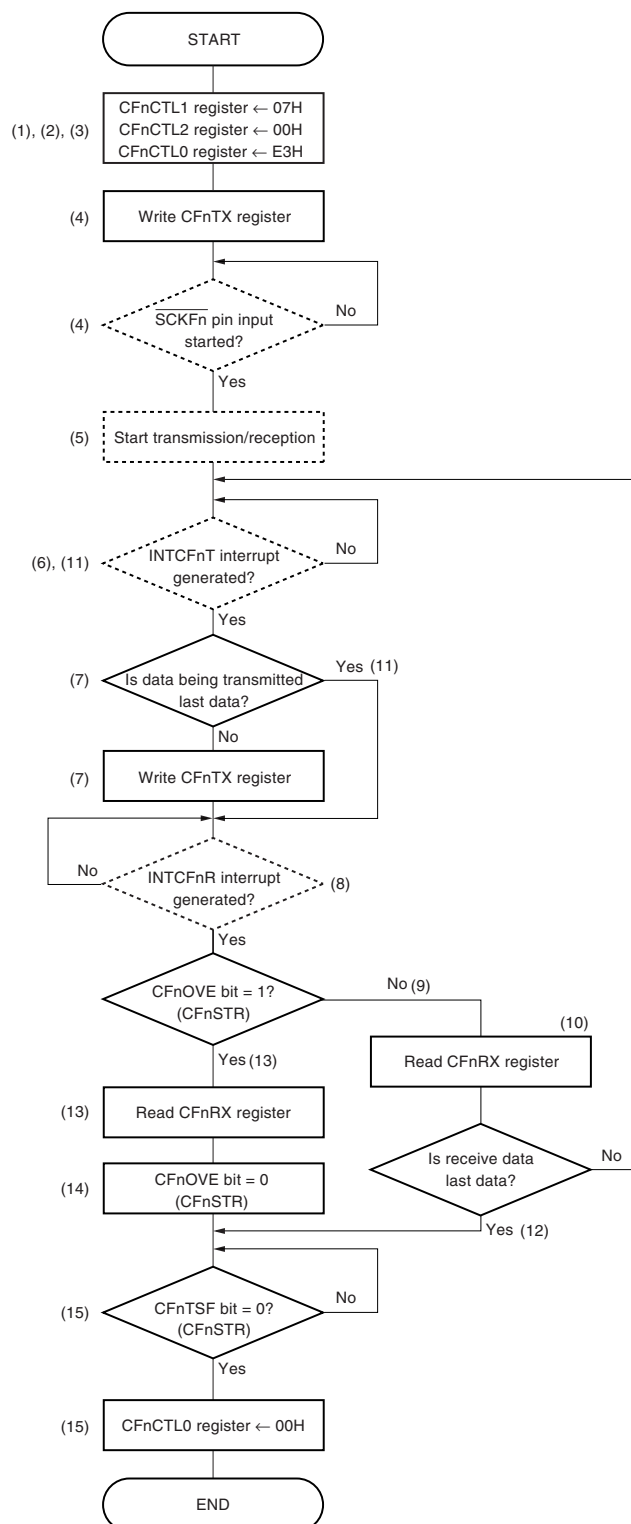 START
(1), (2), (3)
CFnCTL1 register ← 07H
CFnCTL2 register ← 00H
CFnCTL0 register ← E3H
(4)
Write CFnTX register
(4)
SCKFn pin input
started?
No
Yes
(5)
Start transmission/reception
(6), (11)
INTCFnT interrupt
generated?
No
Yes
(7)
Is data being transmitted
last data?
Yes (11)
No
(7)
Write CFnTX register
No
INTCFnR interrupt
generated?
(8)
Yes
CFnOVE bit = 1?
(CFnSTR)
No (9)
Yes (13)
(10)
Read CFnRX register
(13)
Read CFnRX register
Is receive data
last data?
No
Yes (12)
(14)
CFnOVE bit = 0
(CFnSTR)
(15)
CFnTSF bit = 0?
(CFnSTR)
No
Yes
(15)
CFnCTL0 register ← 00H
END